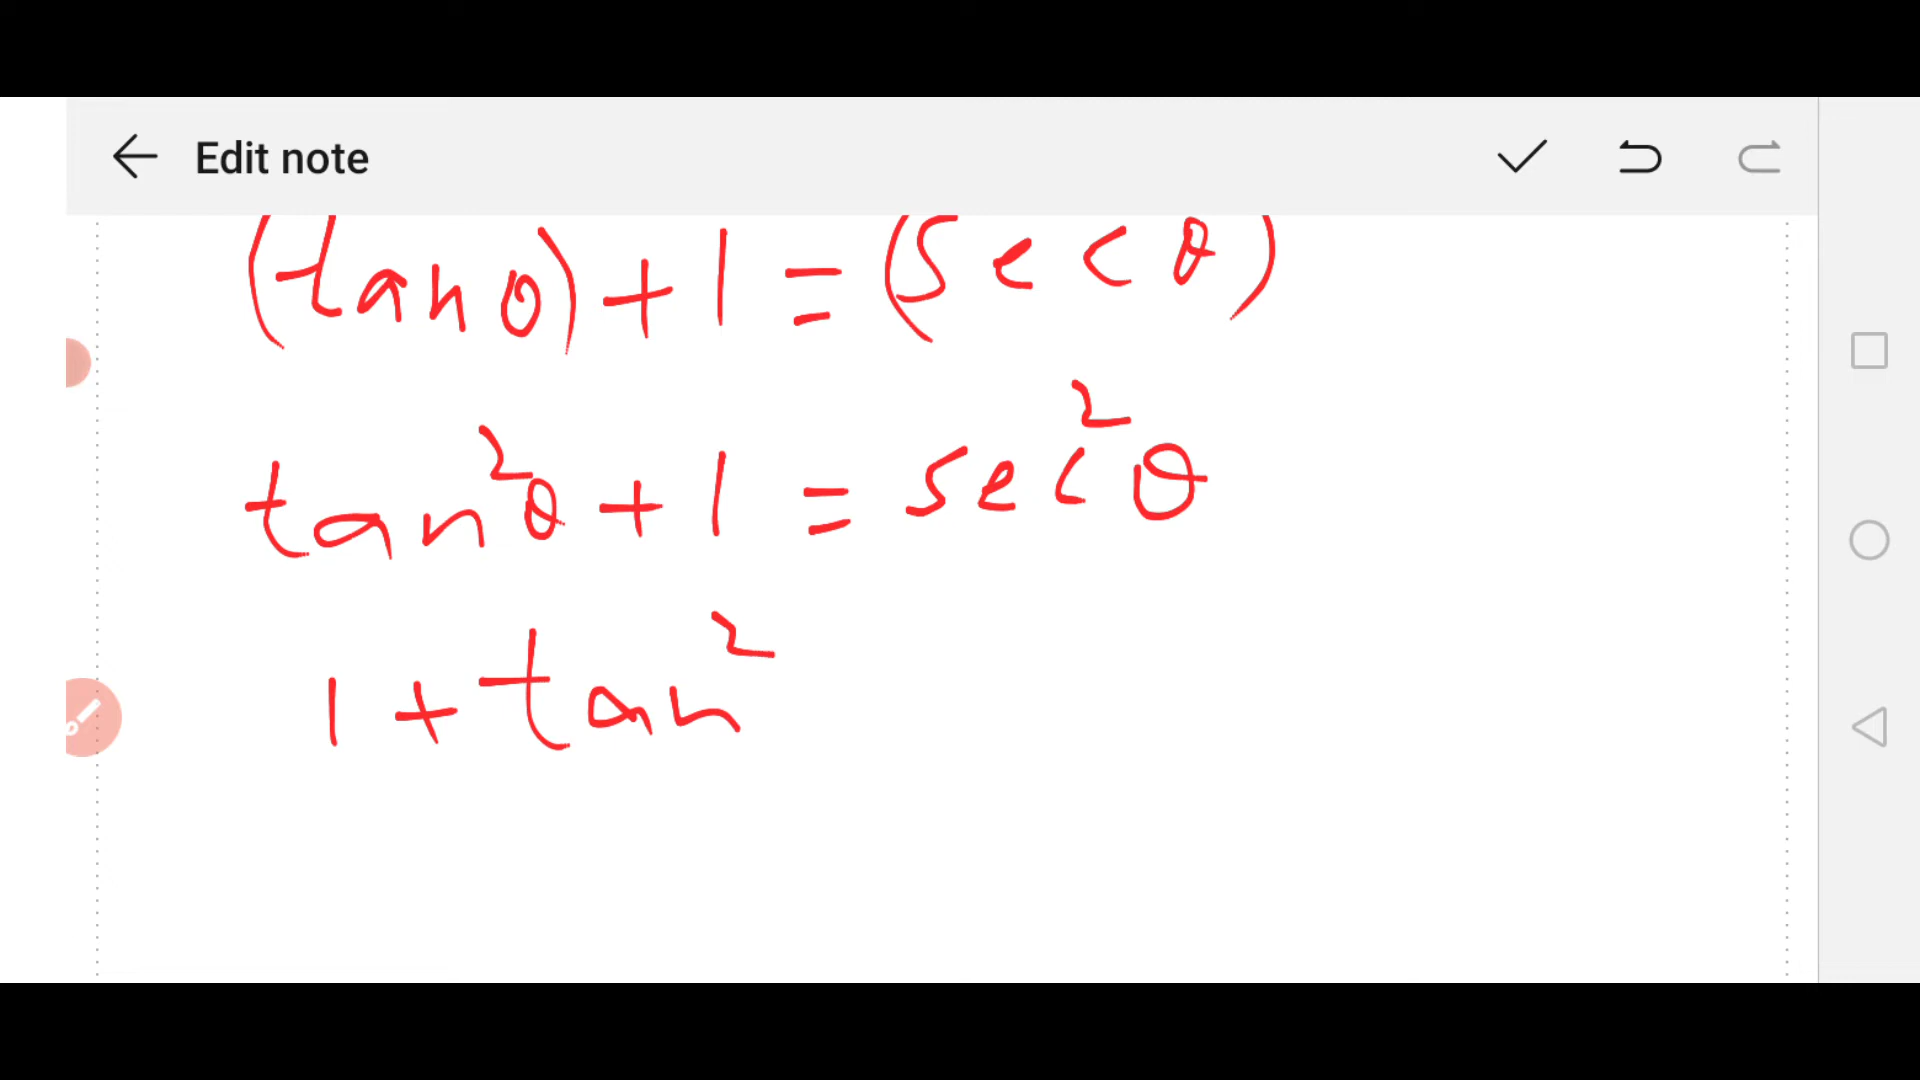 Edit note
(tan θ) + 1 = (sec θ)
tan²θ + 1 = sec²θ
1 + tan²